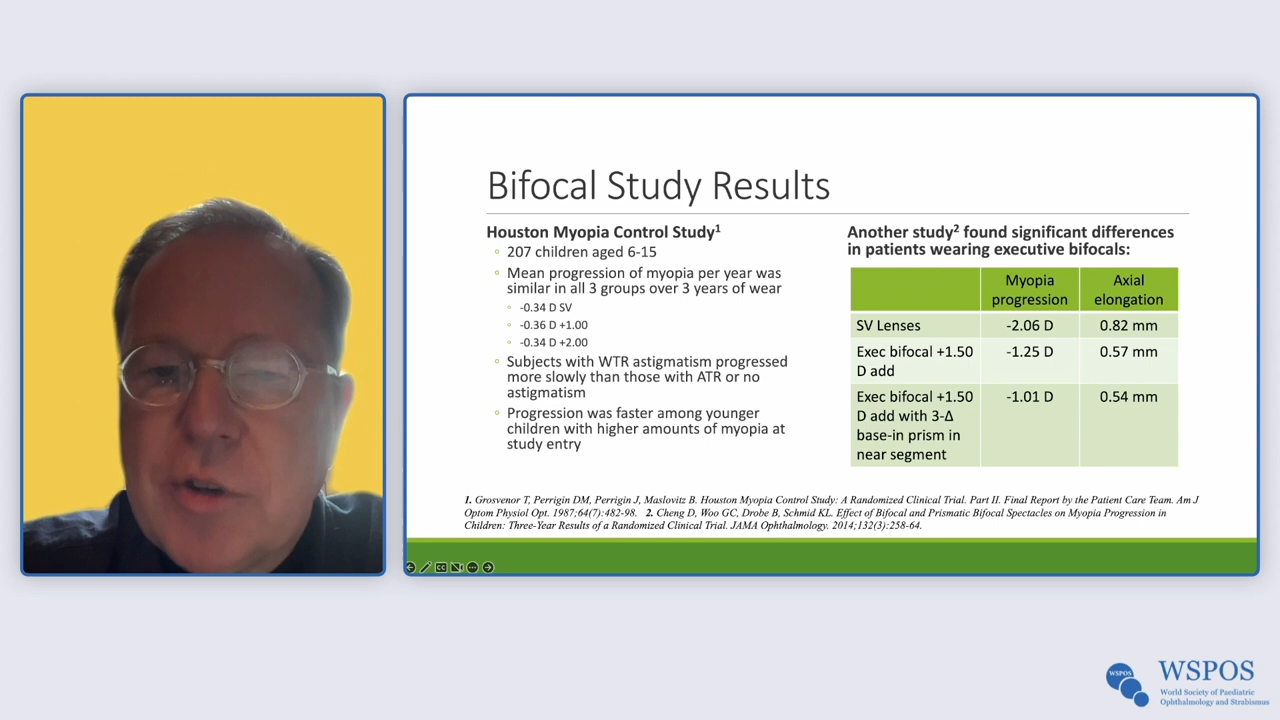 Bifocal Study Results
Houston Myopia Control Study1
◦ 207 children aged 6-15
◦ Mean progression of myopia per year was
similar in all 3 groups over 3 years of wear
◦ -0.34 D SV
◦ -0.36 D +1.00
◦ -0.34 D +2.00
◦ Subjects with WTR astigmatism progressed
more slowly than those with ATR or no
astigmatism
◦ Progression was faster among younger
children with higher amounts of myopia at
study entry
Another study2 found significant differences
in patients wearing executive bifocals:
Myopia
progression
Axial
elongation
SV Lenses
-2.06 D
0.82 mm
Exec bifocal +1.50
D add
-1.25 D
0.57 mm
Exec bifocal +1.50
D add with 3-Δ
base-in prism in
near segment
-1.01 D
0.54 mm
1. Grosvenor T, Perrigin DM, Perrigin J, Maslovitz B. Houston Myopia Control Study: A Randomized Clinical Trial. Part II. Final Report by the Patient Care Team. Am J
Optom Physiol Opt. 1987;64(7):482-98. 2. Cheng D, Woo GC, Drobe B, Schmid KL. Effect of Bifocal and Prismatic Bifocal Spectacles on Myopia Progression in
Children: Three-Year Results of a Randomized Clinical Trial. JAMA Ophthalmology. 2014;132(3):258-64.
WSPOS
WSPOS
World Society of Paediatric
Ophthalmology and Strabismus